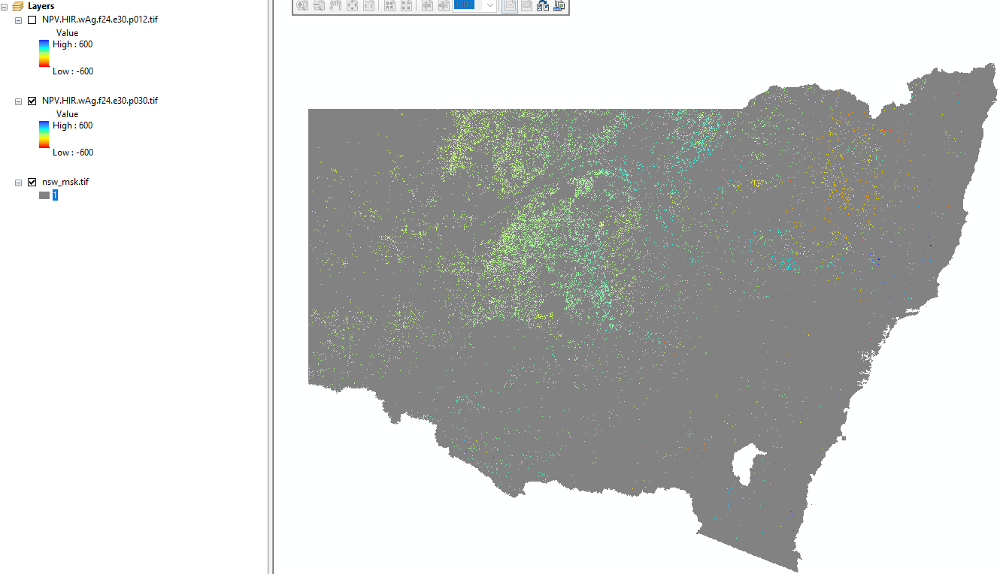 Layers
NPV.HIR.wAg.f24.e30.p012.tif
Value
High : 600
Low : -600
NPV.HIR.wAg.f24.e30.p030.tif
Value
High : 600
Low : -600
nsw_msk.tif
1
100%